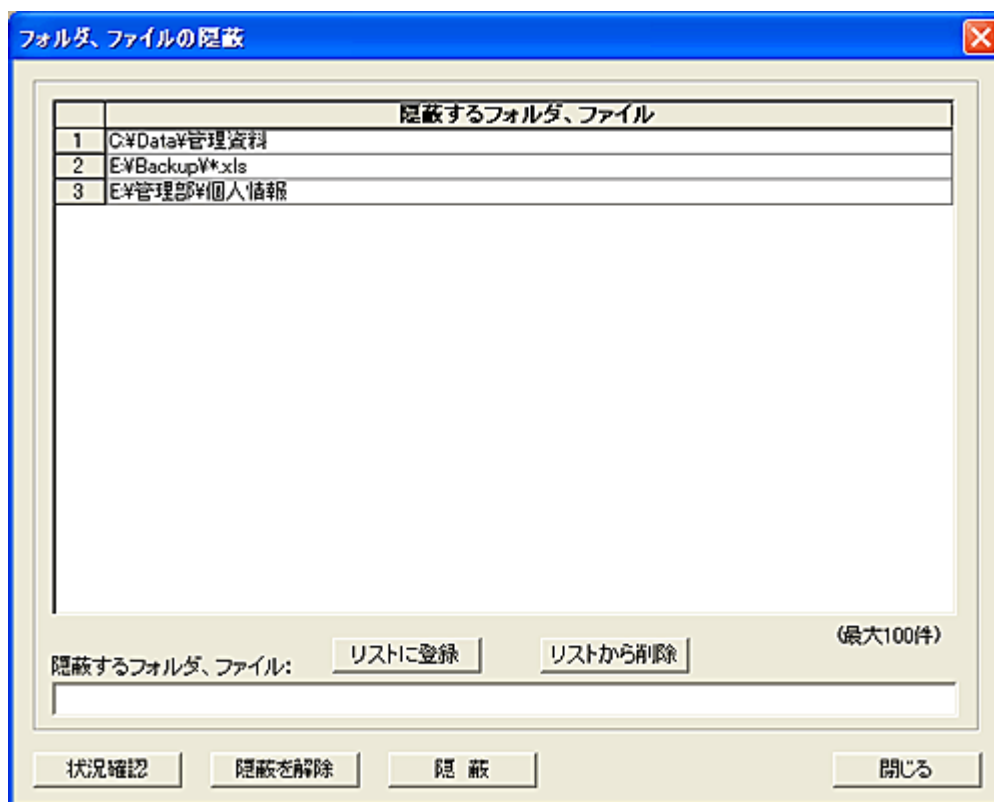 フォルダ、ファイルの隠蔽
隠蔽するフォルダ、ファイル
1 C:¥Data¥管理資料
2 E:¥Backup¥*.xls
3 E:¥管理部¥個人情報
(最大100件)
リストに登録 リストから削除
隠蔽するフォルダ、ファイル:
状況確認 隠蔽を解除 隠 蔽 閉じる